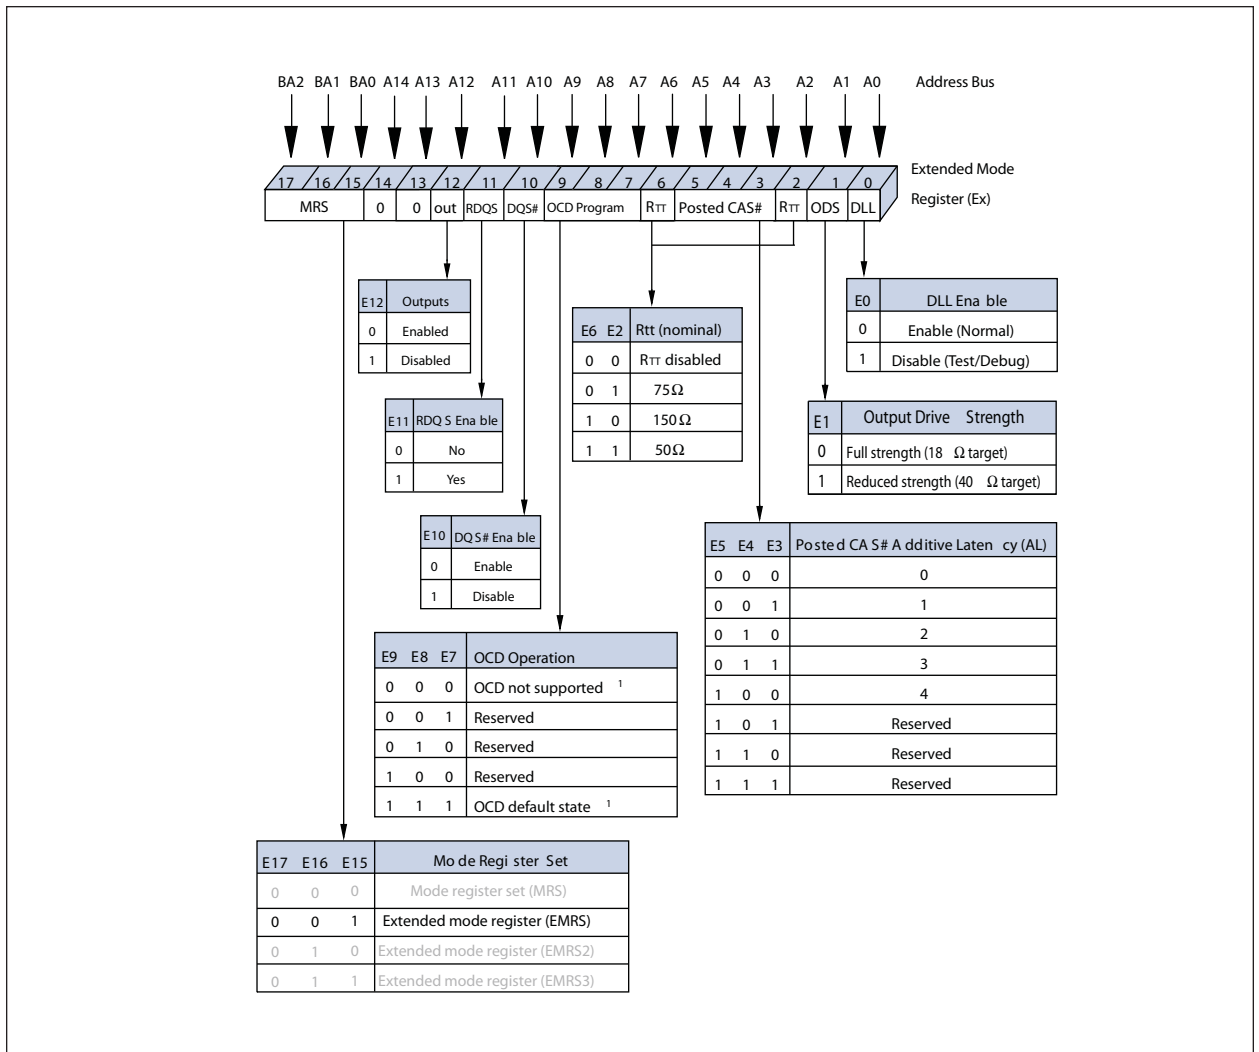 BA2 BA1 BA0 A14 A13 A12 A11 A10 A9 A8 A7 A6 A5 A4 A3 A2 A1 A0 Address Bus
17 16 15 14 13 12 11 10 9 8 7 6 5 4 3 2 1 0 Extended Mode
Register (Ex)
MRS 0 0 out RDQS DQS# OCD Program RTT Posted CAS# RTT ODS DLL
E12 Outputs
0 Enabled
1 Disabled
E11 RDQ S Ena ble
0 No
1 Yes
E10 DQ S# Ena ble
0 Enable
1 Disable
E9 E8 E7 OCD Operation
0 0 0 OCD not supported 1
0 0 1 Reserved
0 1 0 Reserved
1 0 0 Reserved
1 1 1 OCD default state 1
E17 E16 E15 Mo de Regi ster Set
0 0 0 Mode register set (MRS)
0 0 1 Extended mode register (EMRS)
0 1 0 Extended mode register (EMRS2)
0 1 1 Extended mode register (EMRS3)
E6 E2 Rtt (nominal)
0 0 RTT disabled
0 1 75Ω
1 0 150Ω
1 1 50Ω
E0 DLL Ena ble
0 Enable (Normal)
1 Disable (Test/Debug)
E1 Output Drive Strength
0 Full strength (18 Ω target)
1 Reduced strength (40 Ω target)
E5 E4 E3 Posted CA S# A dditive Laten cy (AL)
0 0 0 0
0 0 1 1
0 1 0 2
0 1 1 3
1 0 0 4
1 0 1 Reserved
1 1 0 Reserved
1 1 1 Reserved